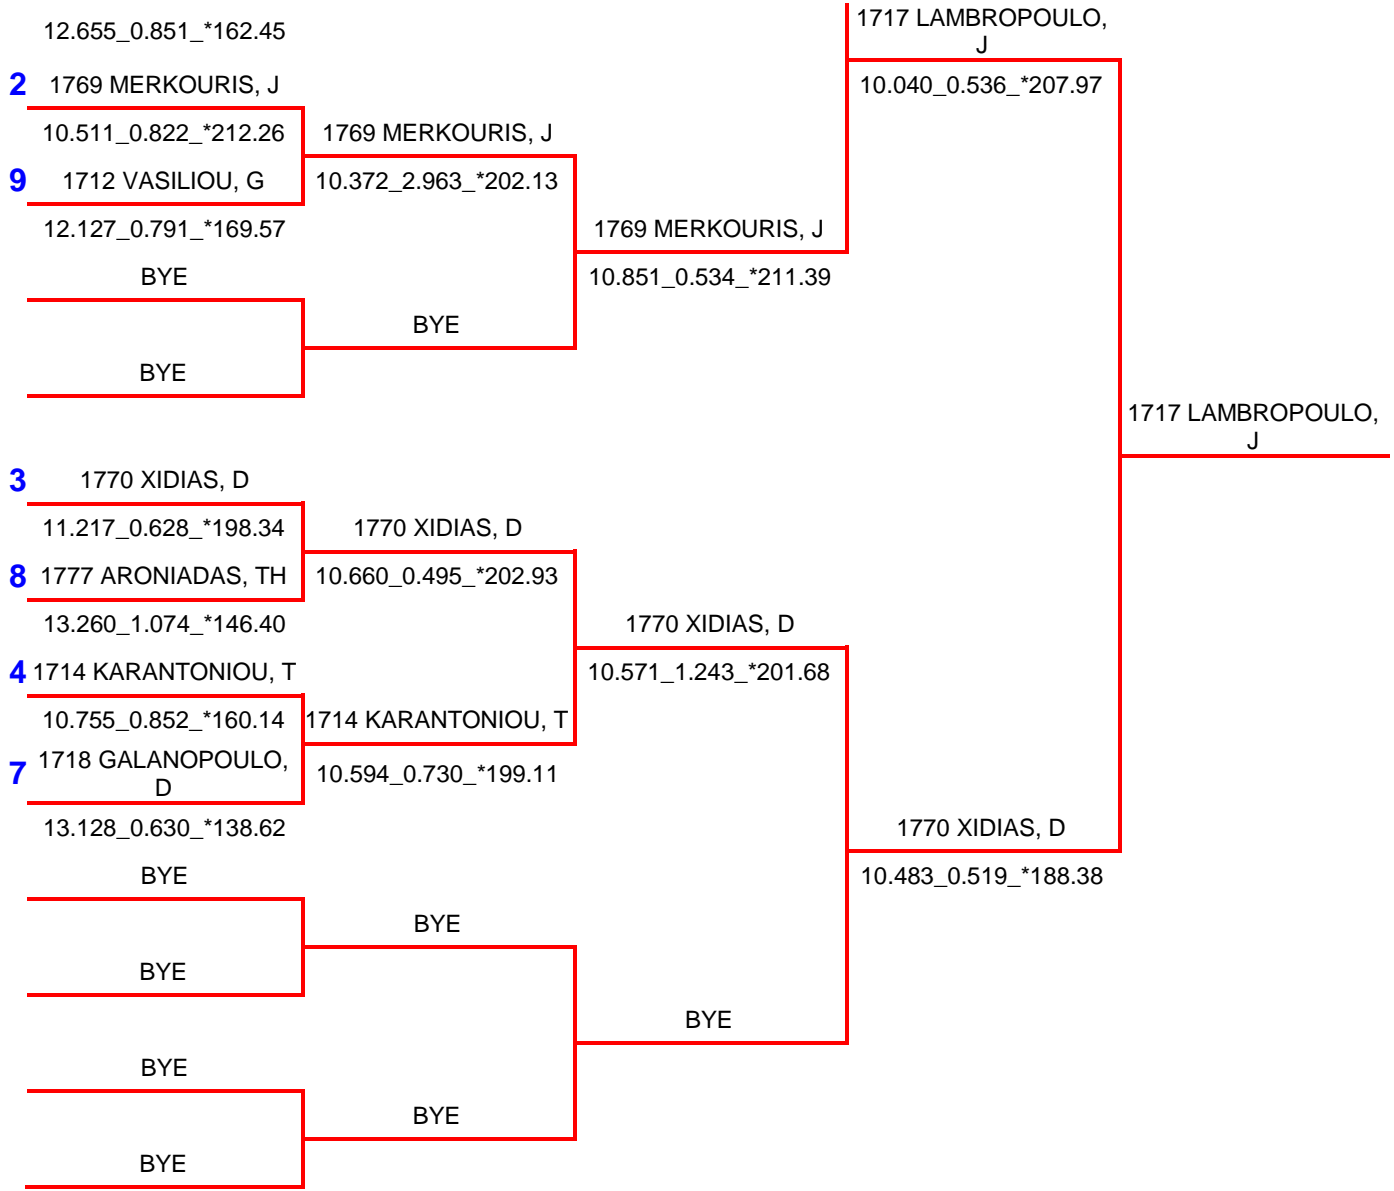 12.655_0.851_*162.45
1717 LAMBROPOULO,
J
2 1769 MERKOURIS, J
10.040_0.536_*207.97
10.511_0.822_*212.26
1769 MERKOURIS, J
9 1712 VASILIOU, G
10.372_2.963_*202.13
12.127_0.791_*169.57
1769 MERKOURIS, J
BYE
10.851_0.534_*211.39
BYE
BYE
1717 LAMBROPOULO,
J
3 1770 XIDIAS, D
11.217_0.628_*198.34
1770 XIDIAS, D
8 1777 ARONIADAS, TH
10.660_0.495_*202.93
13.260_1.074_*146.40
1770 XIDIAS, D
4 1714 KARANTONIOU, T
10.571_1.243_*201.68
10.755_0.852_*160.14
1714 KARANTONIOU, T
7 1718 GALANOPOULO,
D
10.594_0.730_*199.11
13.128_0.630_*138.62
1770 XIDIAS, D
BYE
10.483_0.519_*188.38
BYE
BYE
BYE
BYE
BYE
BYE